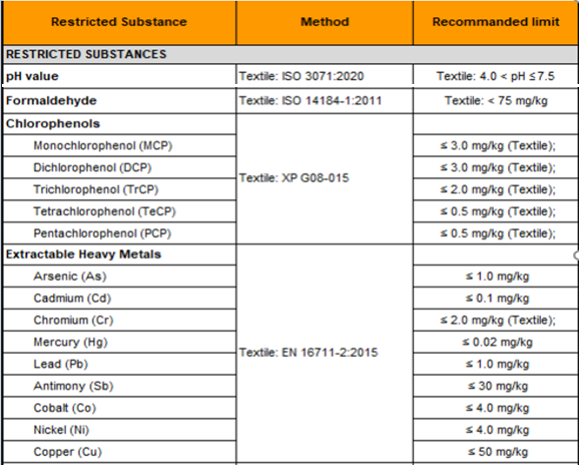 Restricted Substance Method Recommanded limit
RESTRICTED SUBSTANCES
pH value Textile: ISO 3071:2020 Textile: 4.0 < pH ≤7.5
Formaldehyde Textile: ISO 14184-1:2011 Textile: < 75 mg/kg
Chlorophenols
Monochlorophenol (MCP) ≤ 3.0 mg/kg (Textile);
Dichlorophenol (DCP) ≤ 3.0 mg/kg (Textile);
Textile: XP G08-015
Trichlorophenol (TrCP) ≤ 2.0 mg/kg (Textile);
Tetrachlorophenol (TeCP) ≤ 0.5 mg/kg (Textile);
Pentachlorophenol (PCP) ≤ 0.5 mg/kg (Textile);
Extractable Heavy Metals
Arsenic (As) ≤ 1.0 mg/kg
Cadmium (Cd) ≤ 0.1 mg/kg
Chromium (Cr) ≤ 2.0 mg/kg (Textile);
Mercury (Hg) ≤ 0.02 mg/kg
Textile: EN 16711-2:2015
Lead (Pb) ≤ 1.0 mg/kg
Antimony (Sb) ≤ 30 mg/kg
Cobalt (Co) ≤ 4.0 mg/kg
Nickel (Ni) ≤ 4.0 mg/kg
Copper (Cu) ≤ 50 mg/kg